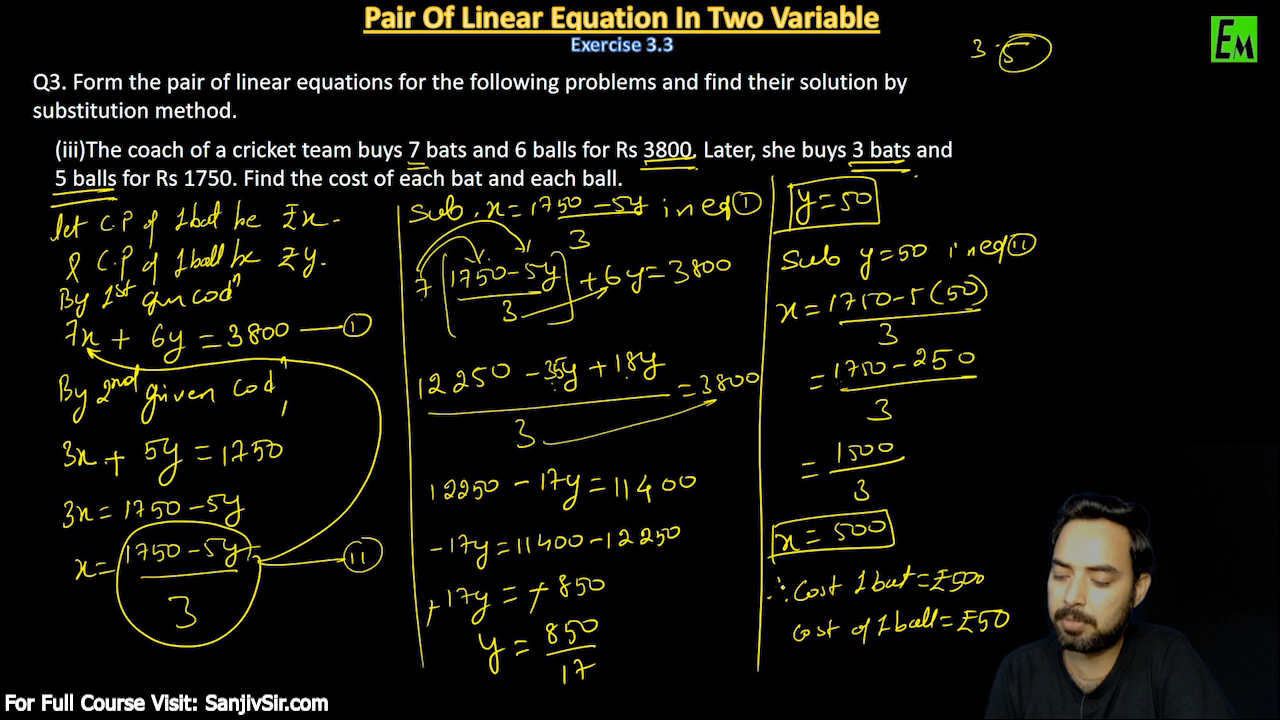 Pair Of Linear Equation In Two Variable
Exercise 3.3
3.5
EM
Q3. Form the pair of linear equations for the following problems and find their solution by
substitution method.
(iii)The coach of a cricket team buys 7 bats and 6 balls for Rs 3800. Later, she buys 3 bats and
5 balls for Rs 1750. Find the cost of each bat and each ball.
let C.P of 1 bat be ₹x.
& C.P of 1 ball be ₹y.
By 1st given codⁿ
7x + 6y = 3800 — (I)
By 2nd given cod
3x + 5y = 1750
3x = 1750 - 5y
x = 1750 - 5y — (II)
3
Sub. x = 1750 - 5y in eq (I)
3
7 [1750 - 5y] + 6y = 3800
3
12250 - 35y + 18y = 3800
3
12250 - 17y = 11400
-17y = 11400 - 12250
+17y = +850
y = 850
17
y = 50
Sub y = 50 in eq (II)
x = 1750 - 5(50)
3
= 1750 - 250
3
= 1500
3
x = 500
∴ Cost 1 bat = ₹500
Cost of 1 ball = ₹50
For Full Course Visit: SanjivSir.com